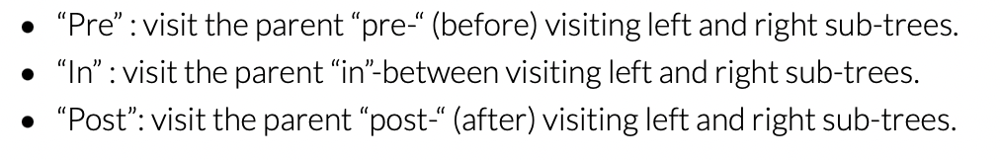 • “Pre” : visit the parent “pre-“ (before) visiting left and right sub-trees.
• “In” : visit the parent “in”-between visiting left and right sub-trees.
• “Post”: visit the parent “post-“ (after) visiting left and right sub-trees.